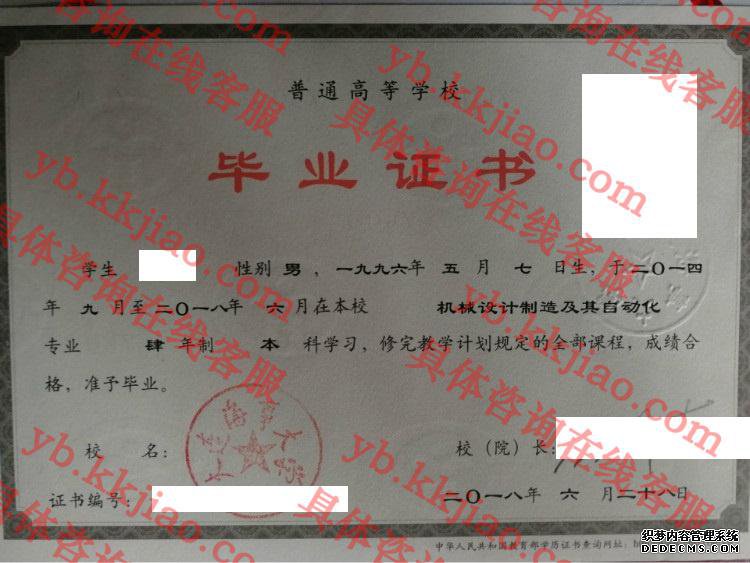 普通高等学校
毕业证书
学生 性别 男 ，一九九六年 五 月 七 日生，于二〇一四
年 九 月至二〇一八年 六 月在本校 机械设计制造及其自动化
专业 肆 年制 本 科学习，修完教学计划规定的全部课程，成绩合
格，准予毕业。
校 名：
大连海事大学
校（院）长：
证书编号：
二〇一八年 六 月二十八日
中华人民共和国教育部学历证书查询网址：
yb.kkjiao.com
具体咨询在线客服
织梦内容管理系统
DEDECMS.COM